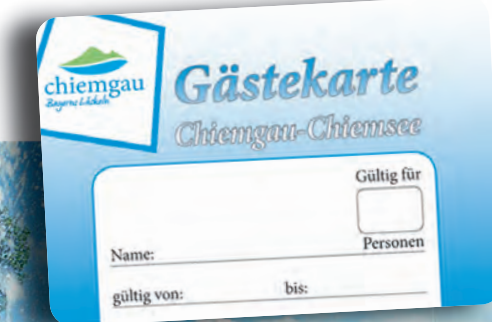 chiemgau
Bayerns Lächeln
Gästekarte
Chiemgau-Chiemsee
Gültig für
Personen
Name:
gültig von: bis: